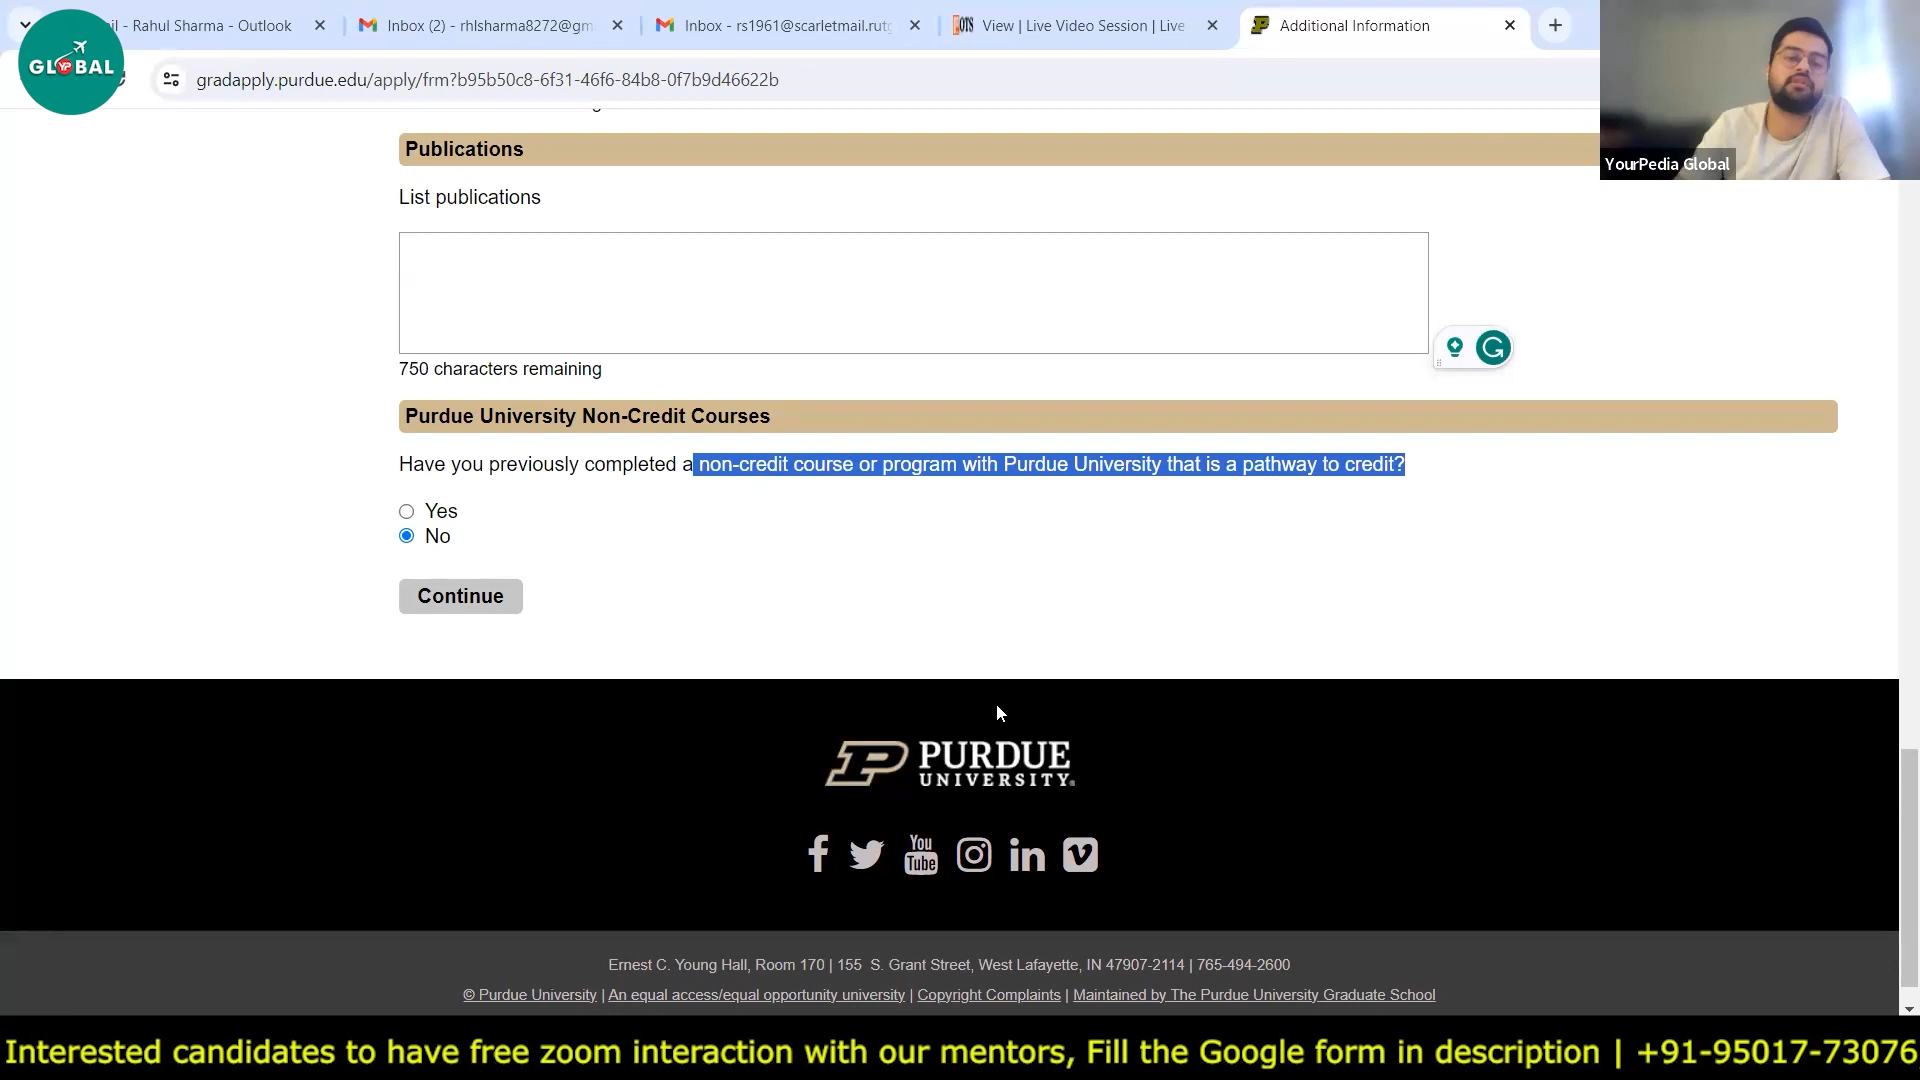 il - Rahul Sharma - Outlook
Inbox (2) - rhlsharma8272@gm
Inbox - rs1961@scarletmail.rutg
OTS View | Live Video Session | Live
Additional Information
GLOBAL
YP
gradapply.purdue.edu/apply/frm?b95b50c8-6f31-46f6-84b8-0f7b9d46622b
YourPedia Global
Publications
List publications
750 characters remaining
Purdue University Non-Credit Courses
Have you previously completed a non-credit course or program with Purdue University that is a pathway to credit?
Yes
No
Continue
PURDUE
UNIVERSITY®
You
Tube
in
Ernest C. Young Hall, Room 170 | 155 S. Grant Street, West Lafayette, IN 47907-2114 | 765-494-2600
© Purdue University | An equal access/equal opportunity university | Copyright Complaints | Maintained by The Purdue University Graduate School
Interested candidates to have free zoom interaction with our mentors, Fill the Google form in description | +91-95017-73076